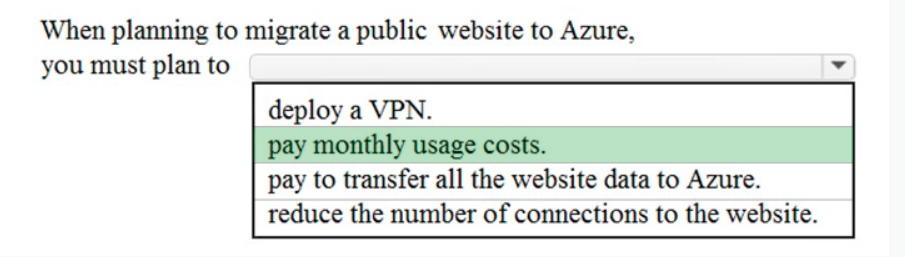 When planning to migrate a public website to Azure,
you must plan to
deploy a VPN.
pay monthly usage costs.
pay to transfer all the website data to Azure.
reduce the number of connections to the website.